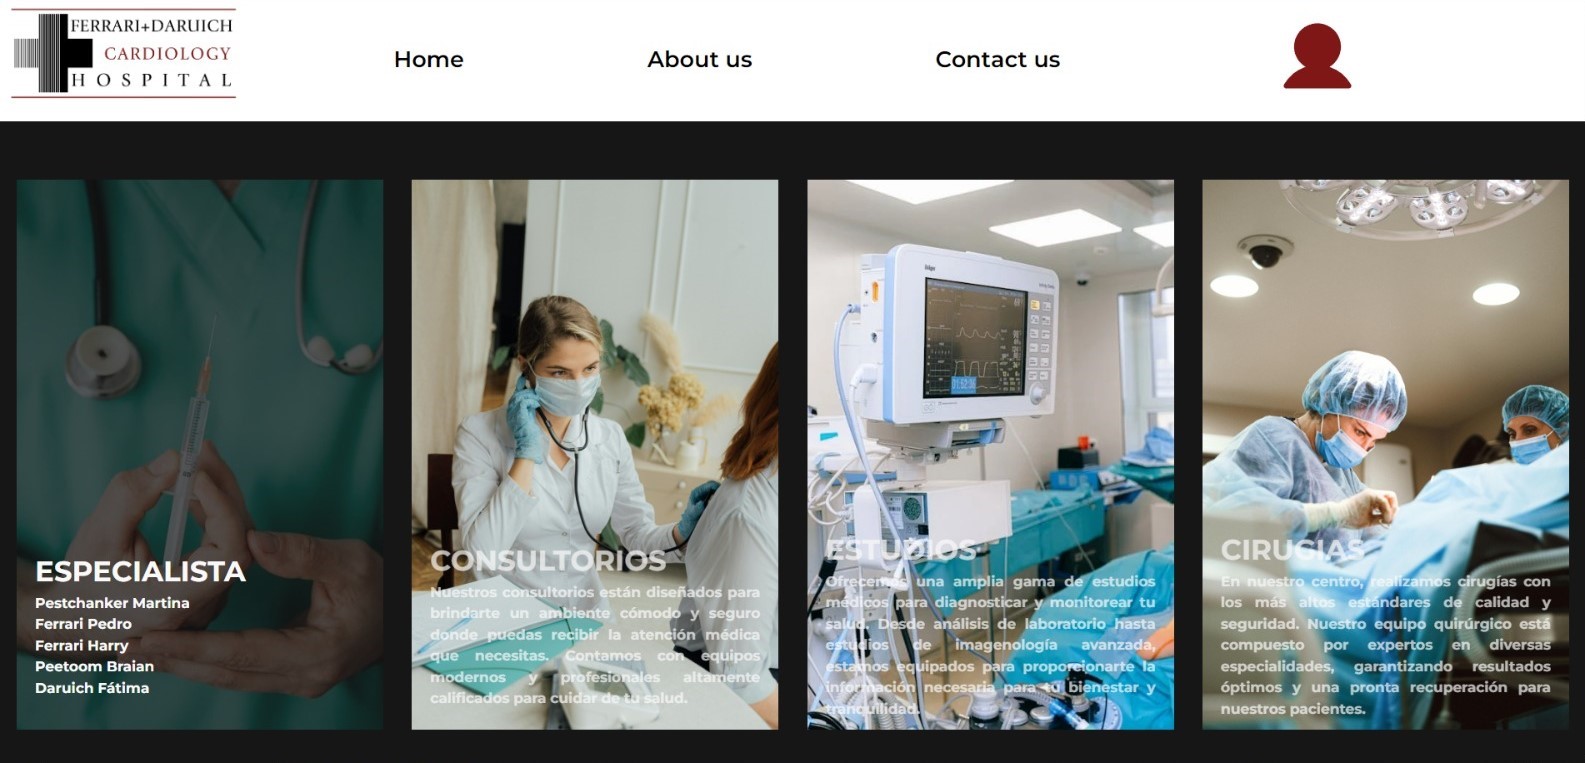 FERRARI+DARUICH
CARDIOLOGY
HOSPITAL
Home
About us
Contact us
ESPECIALISTA
Pestchanker Martina
Ferrari Pedro
Ferrari Harry
Peetoom Braian
Daruich Fátima
CONSULTORIOS
Nuestros consultorios están diseñados para
brindarte un ambiente cómodo y seguro
donde puedas recibir la atención médica
que necesitas. Contamos con equipos
modernos y profesionales altamente
calificados para cuidar de tu salud.
Dräger
ESTUDIOS
Ofrecemos una amplia gama de estudios
médicos para diagnosticar y monitorear tu
salud. Desde análisis de laboratorio hasta
estudios de imagenología avanzada,
estamos equipados para proporcionarte la
información necesaria para tu bienestar y
tranquilidad.
CIRUGIAS
En nuestro centro, realizamos cirugías con
los más altos estándares de calidad y
seguridad. Nuestro equipo quirúrgico está
compuesto por expertos en diversas
especialidades, garantizando resultados
óptimos y una pronta recuperación para
nuestros pacientes.